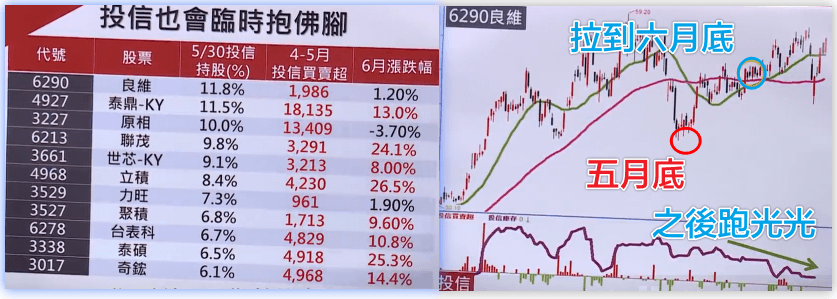 投信也會臨時抱佛腳
代號 股票 5/30投信持股(%) 4-5月投信買賣超 6月漲跌幅
6290 良維 11.8% 1,986 1.20%
4927 泰鼎-KY 11.5% 18,135 13.0%
3227 原相 10.0% 13,409 -3.70%
6213 聯茂 9.8% 3,291 24.1%
3661 世芯-KY 9.1% 3,213 8.00%
4968 立積 8.4% 4,230 26.5%
3529 力旺 7.3% 961 1.90%
3527 聚積 6.8% 1,713 9.60%
6278 台表科 6.7% 4,829 10.8%
3338 泰碩 6.5% 4,918 25.3%
3017 奇鋐 6.1% 4,968 14.4%
6290良維
59.20
拉到六月底
五月底
投信買賣超 投信庫存
之後跑光光
投信